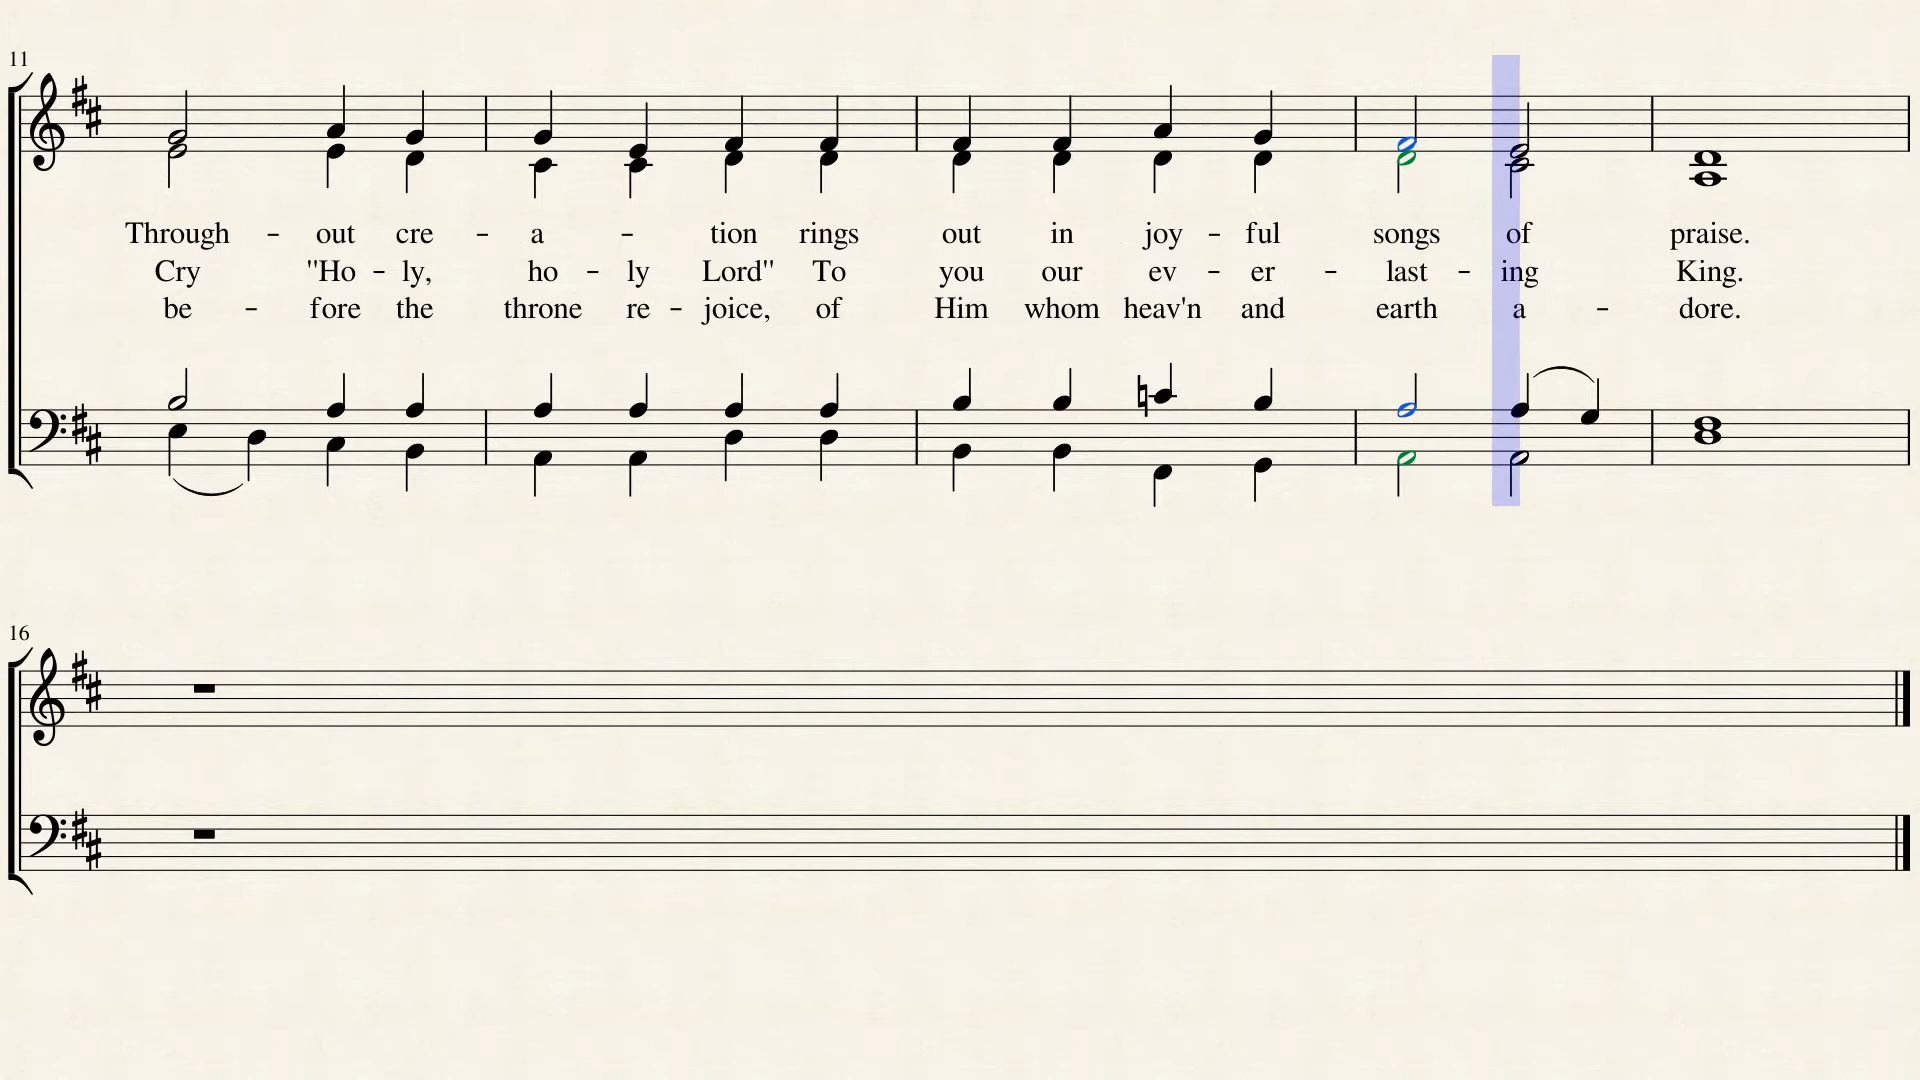 11
Through - out cre - a - tion rings out in joy - ful songs of praise.
Cry "Ho - ly, ho - ly Lord" To you our ev - er - last - ing King.
be - fore the throne re - joice, of Him whom heav'n and earth a - dore.
16